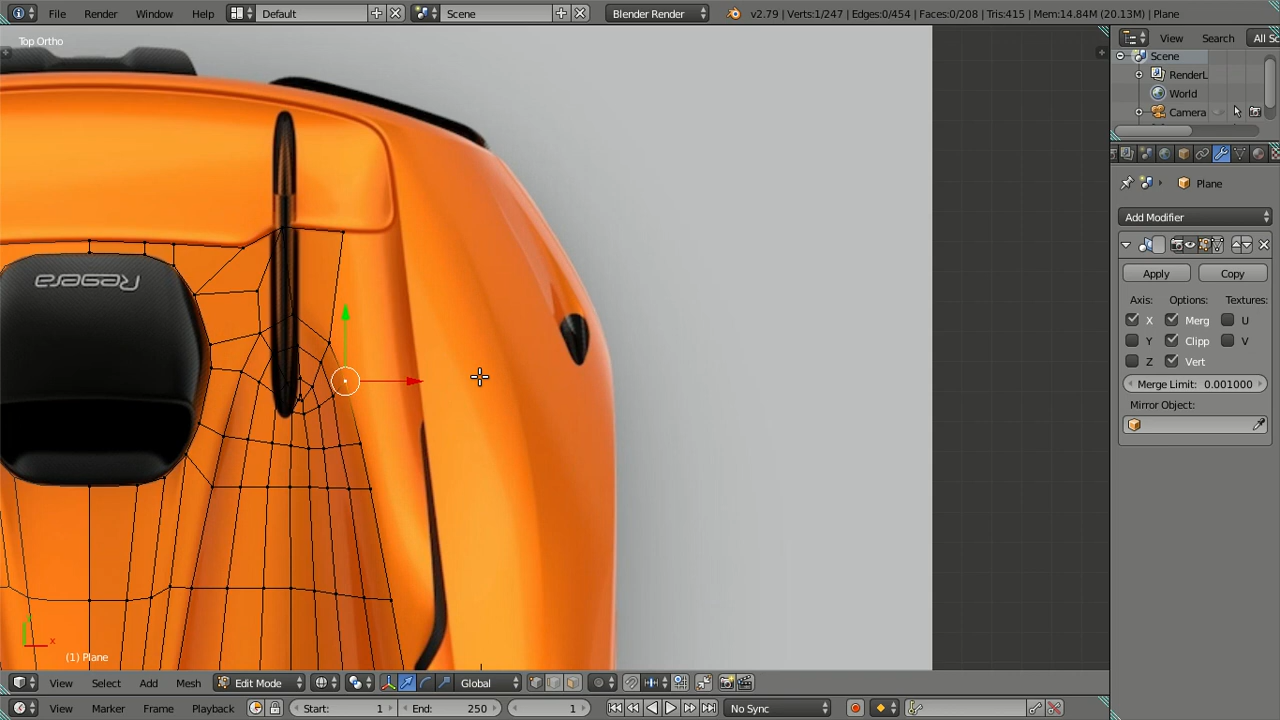 File Render Window Help Default Scene Blender Render v2.79 | Verts:1/247 | Edges:0/454 | Faces:0/208 | Tris:415 | Mem:14.84M (20.13M) | Plane
Top Ortho
View Search All Sc
Scene
RenderL
World
Camera
Plane
Add Modifier
Apply Copy
Axis: Options: Textures:
X Merg U
Y Clipp V
Z Vert
Merge Limit: 0.001000
Mirror Object:
Regera
x
(1) Plane
View Select Add Mesh Edit Mode Global
View Marker Frame Playback Start: 1 End: 250 1 No Sync